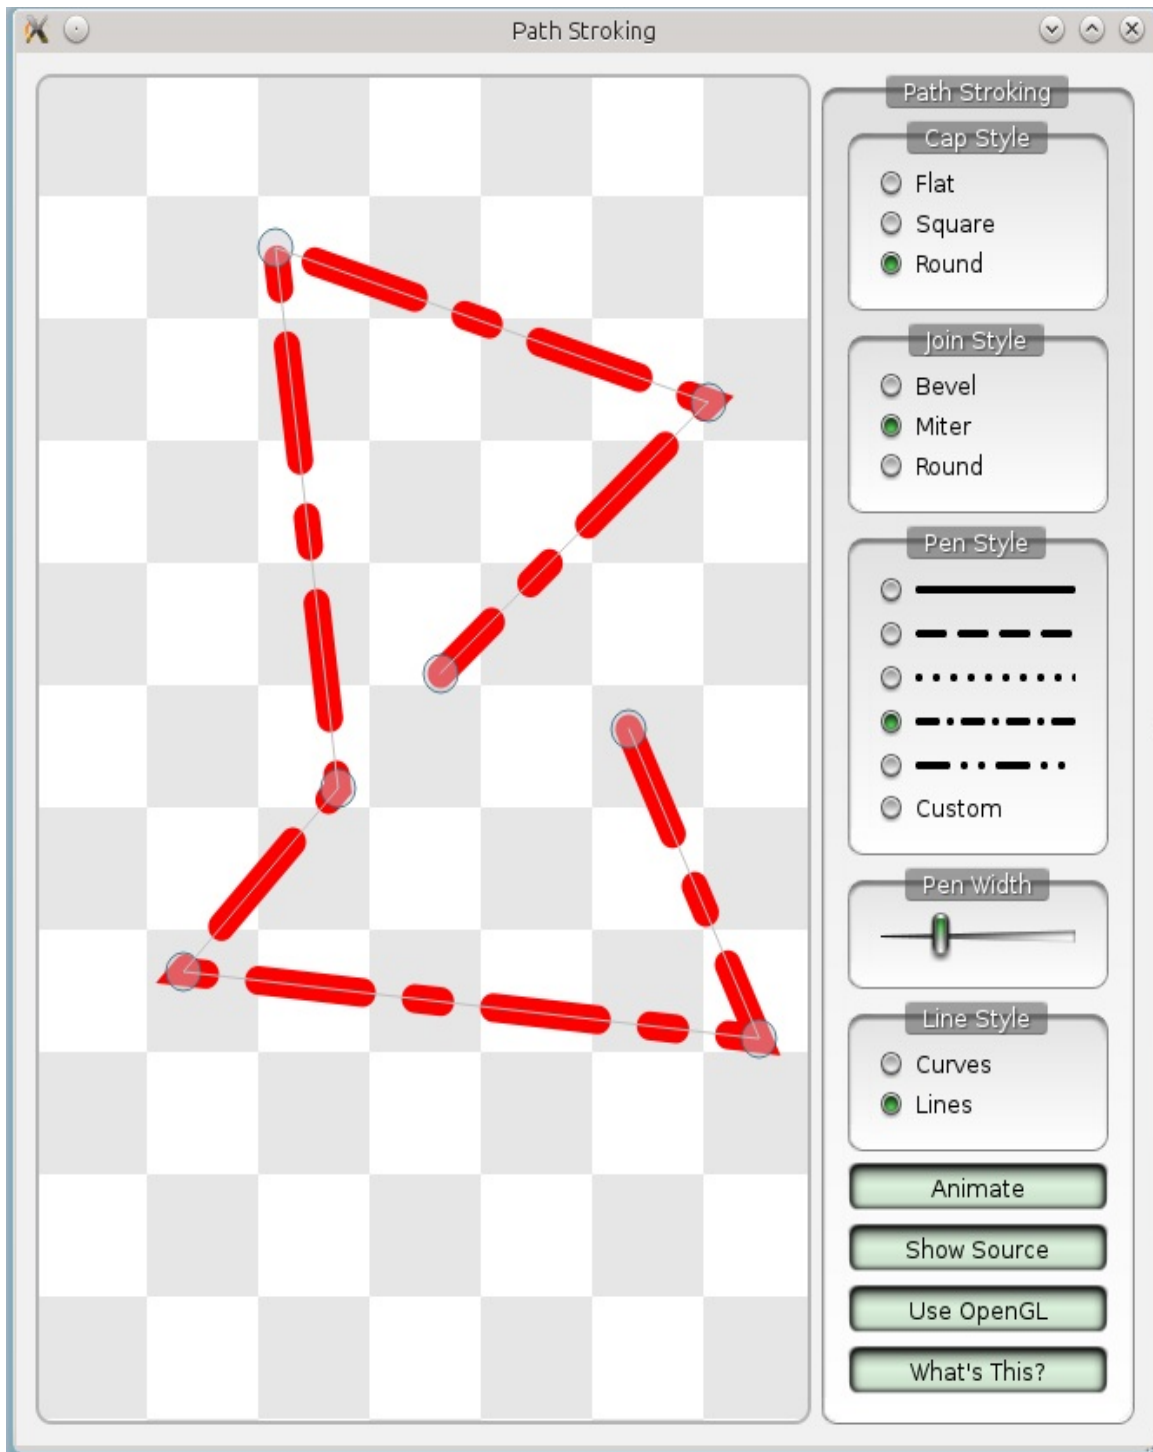 Path Stroking
Path Stroking
Cap Style
Flat
Square
Round
Join Style
Bevel
Miter
Round
Pen Style
Custom
Pen Width
Line Style
Curves
Lines
Animate
Show Source
Use OpenGL
What's This?